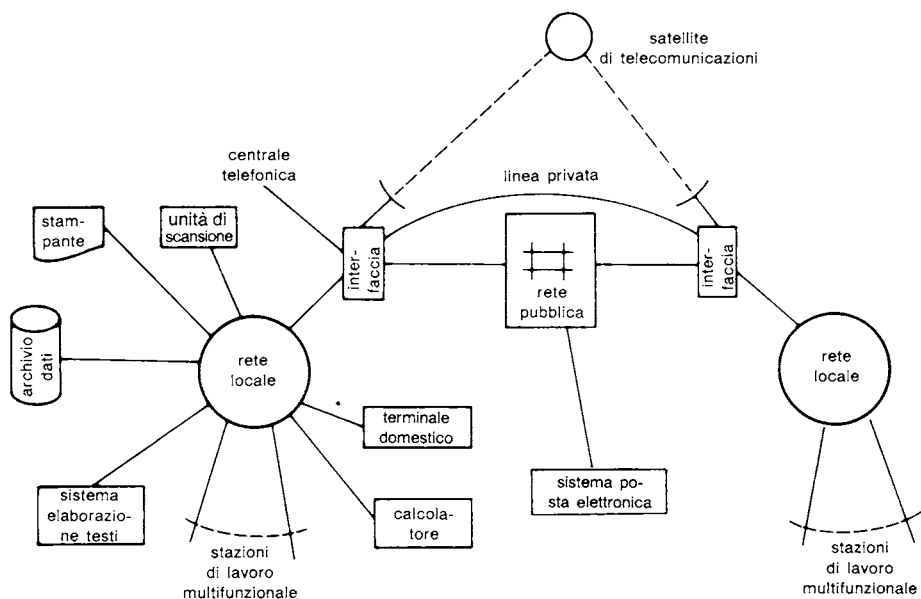 satellite
di telecomunicazioni
centrale
telefonica
linea privata
stam-
pante
unità di
scansione
inter-
faccia
rete
pubblica
inter-
faccia
archivio
dati
rete
locale
rete
locale
terminale
domestico
sistema
elaborazio-
ne testi
calcola-
tore
sistema po-
sta elettronica
stazioni
di lavoro
multifunzionale
stazioni
di lavoro
multifunzionale